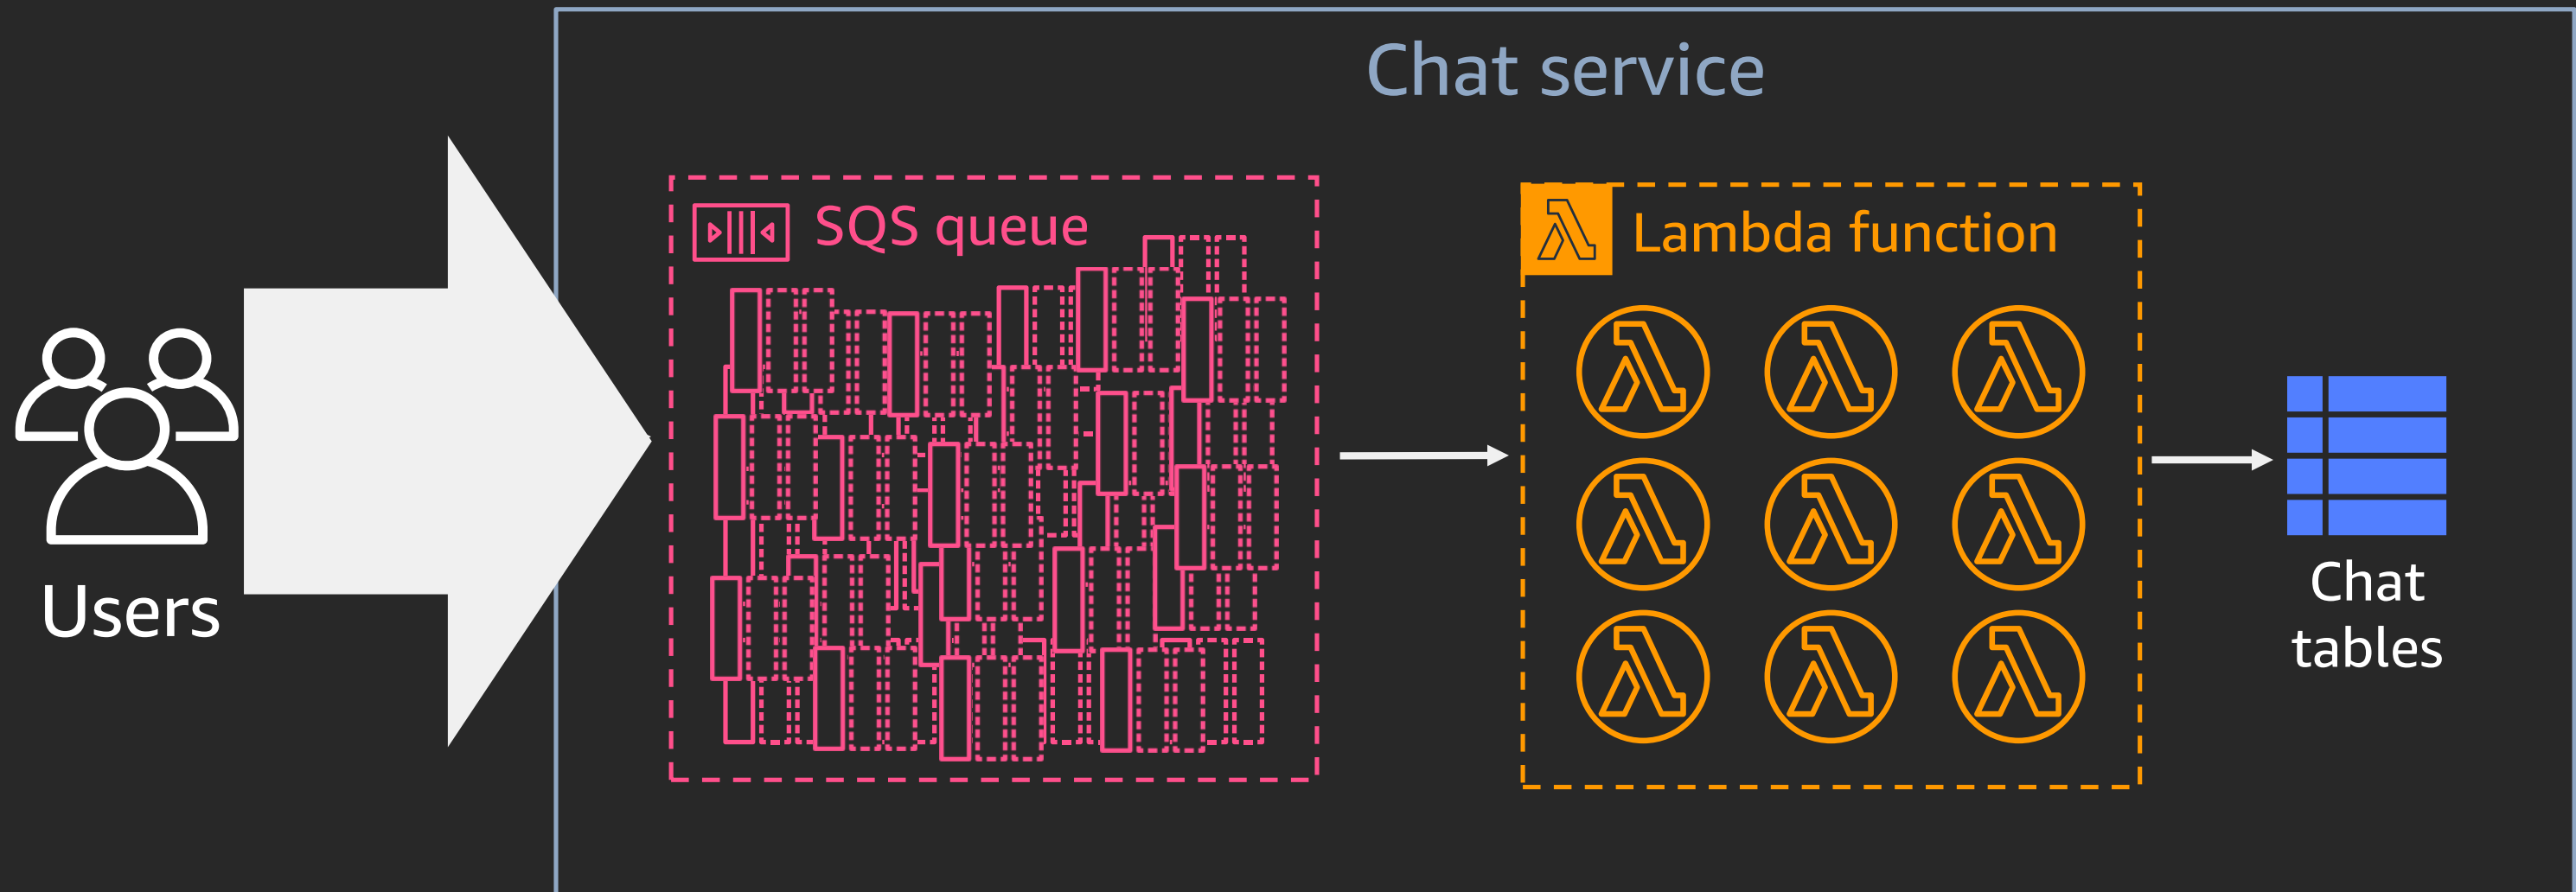 Chat service
SQS queue
Lambda function
Users
Chat
tables